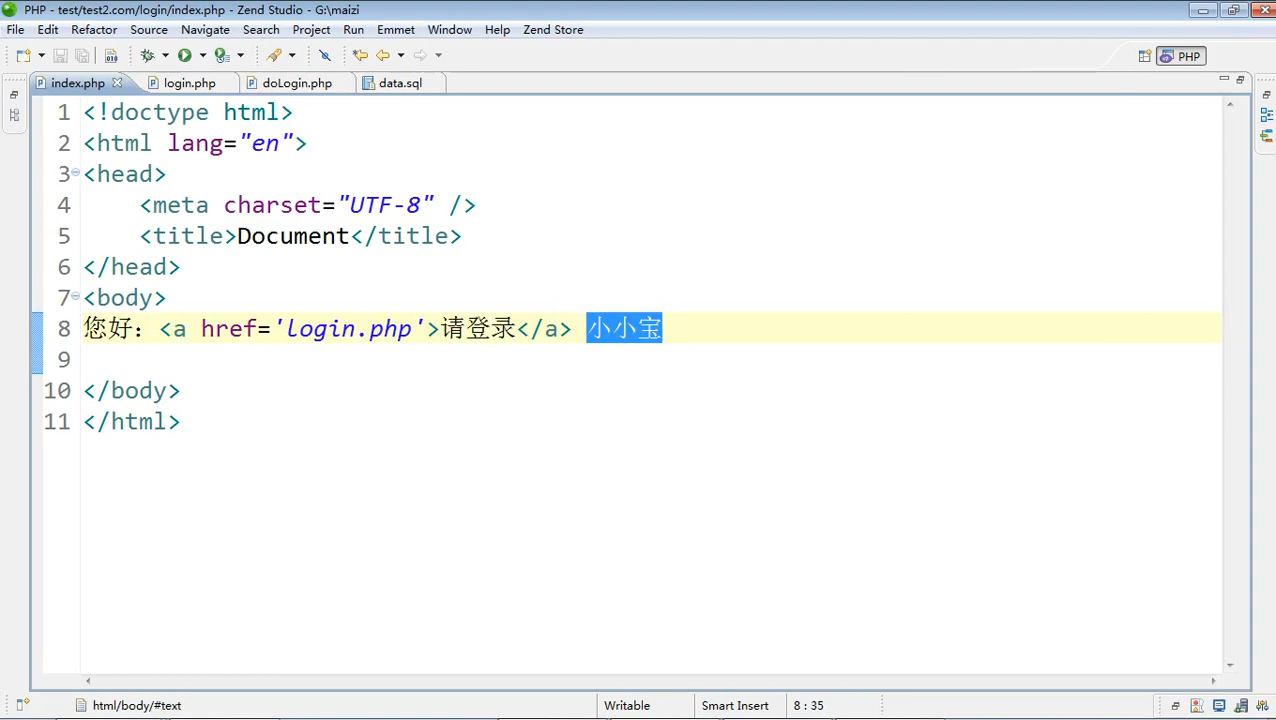 PHP - test/test2.com/login/index.php - Zend Studio - G:\maizi
File Edit Refactor Source Navigate Search Project Run Emmet Window Help Zend Store
PHP
index.php login.php doLogin.php data.sql
1 <!doctype html>
2 <html lang="en">
3 <head>
4 <meta charset="UTF-8" />
5 <title>Document</title>
6 </head>
7 <body>
8 您好：<a href='login.php'>请登录</a> 小小宝
9
10 </body>
11 </html>
html/body/#text Writable Smart Insert 8 : 35